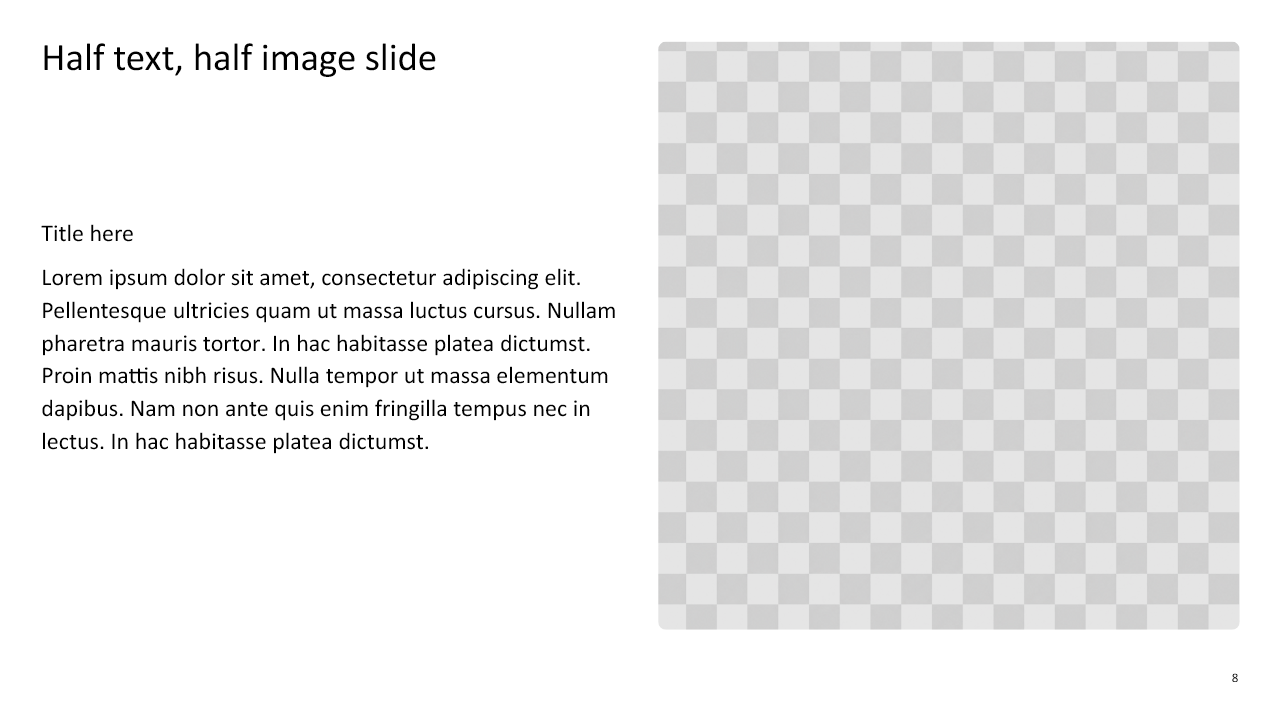 Half text, half image slide
Title here
Lorem ipsum dolor sit amet, consectetur adipiscing elit.
Pellentesque ultricies quam ut massa luctus cursus. Nullam
pharetra mauris tortor. In hac habitasse platea dictumst.
Proin mattis nibh risus. Nulla tempor ut massa elementum
dapibus. Nam non ante quis enim fringilla tempus nec in
lectus. In hac habitasse platea dictumst.
8